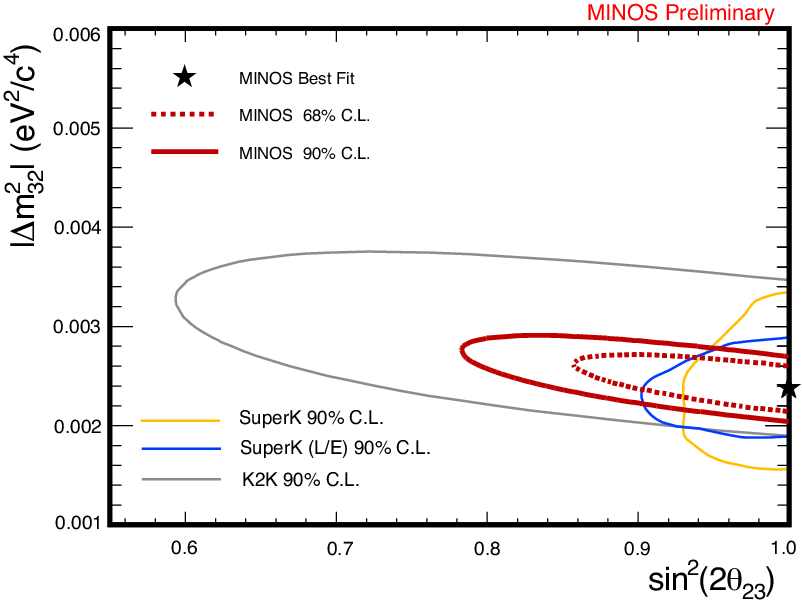 MINOS Preliminary
0.006
0.005
0.004
0.003
0.002
0.001
|Δm²₃₂| (eV²/c⁴)
MINOS Best Fit
MINOS 68% C.L.
MINOS 90% C.L.
SuperK 90% C.L.
SuperK (L/E) 90% C.L.
K2K 90% C.L.
0.6 0.7 0.8 0.9 1.0
sin²(2θ₂₃)